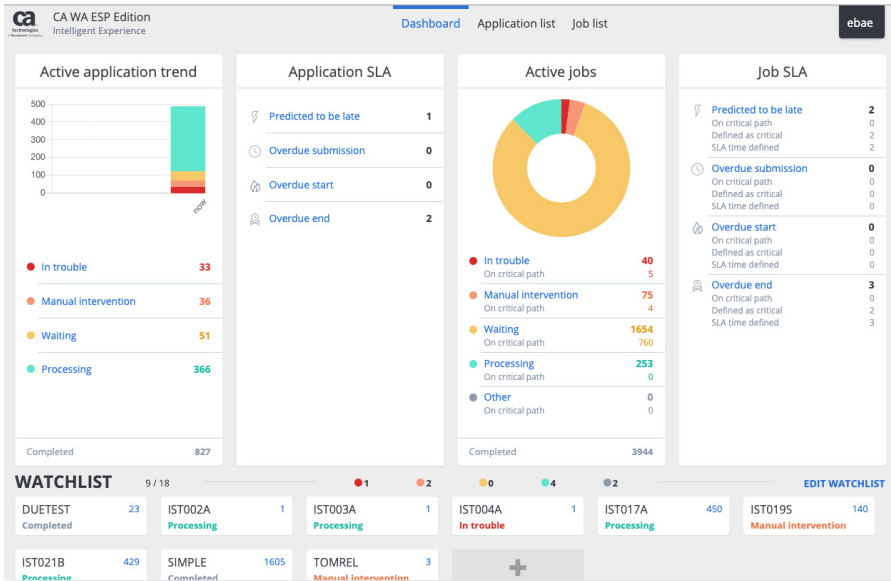 ca
technologies
A Broadcom Company
CA WA ESP Edition
Intelligent Experience
Dashboard
Application list
Job list
ebae
Active application trend
500
400
300
200
100
0
now
In trouble 33
Manual intervention 36
Waiting 51
Processing 366
Completed 827
Application SLA
Predicted to be late 1
Overdue submission 0
Overdue start 0
Overdue end 2
Active jobs
In trouble 40
On critical path 5
Manual intervention 75
On critical path 4
Waiting 1654
On critical path 760
Processing 253
On critical path 0
Other 0
On critical path 0
Completed 3944
Job SLA
Predicted to be late 2
On critical path 0
Defined as critical 2
SLA time defined 2
Overdue submission 0
On critical path 0
Defined as critical 0
SLA time defined 0
Overdue start 0
On critical path 0
Defined as critical 0
SLA time defined 0
Overdue end 3
On critical path 0
Defined as critical 2
SLA time defined 3
WATCHLIST 9 / 18 1 2 0 4 2 EDIT WATCHLIST
DUETEST 23
Completed
IST002A 1
Processing
IST003A 1
Processing
IST004A 1
In trouble
IST017A 450
Processing
IST019S 140
Manual intervention
IST021B 429
Processing
SIMPLE 1605
Completed
TOMREL 3
Manual intervention
+